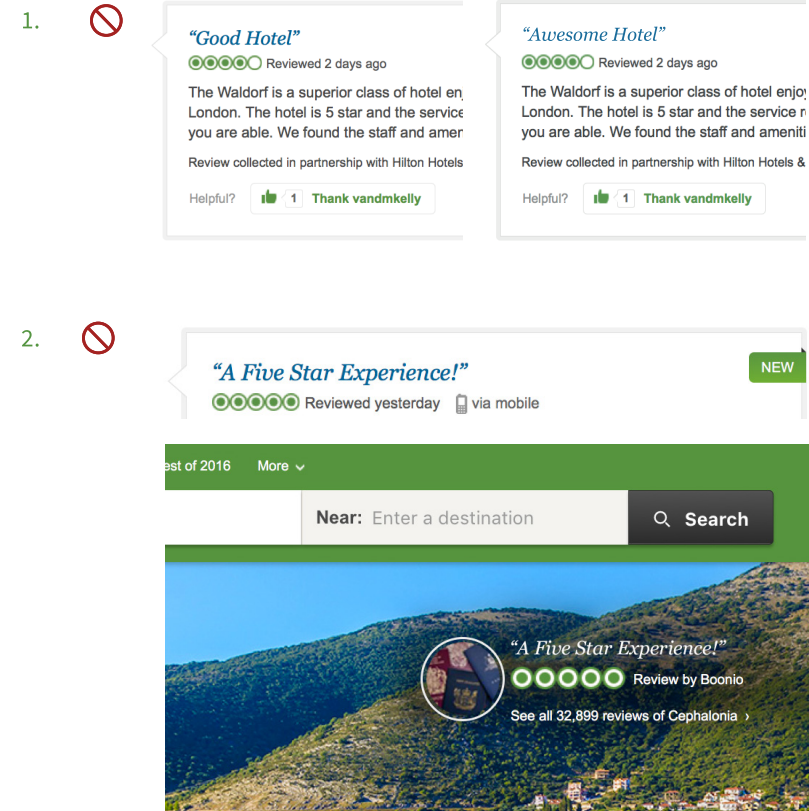 1.
“Good Hotel”
Reviewed 2 days ago
The Waldorf is a superior class of hotel
London. The hotel is 5 star and the service
you are able. We found the staff and
Review collected in partnership with Hilton Hotels
Helpful? 1 Thank vandmkelly
“Awesome Hotel”
Reviewed 2 days ago
The Waldorf is a superior class of hotel enjoy
London. The hotel is 5 star and the service
you are able. We found the staff and ameniti
Review collected in partnership with Hilton Hotels &
Helpful? 1 Thank vandmkelly
2.
“A Five Star Experience!”
NEW
Reviewed yesterday via mobile
est of 2016 More
Near: Enter a destination Search
“A Five Star Experience!”
Review by Boonio
See all 32,899 reviews of Cephalonia ›